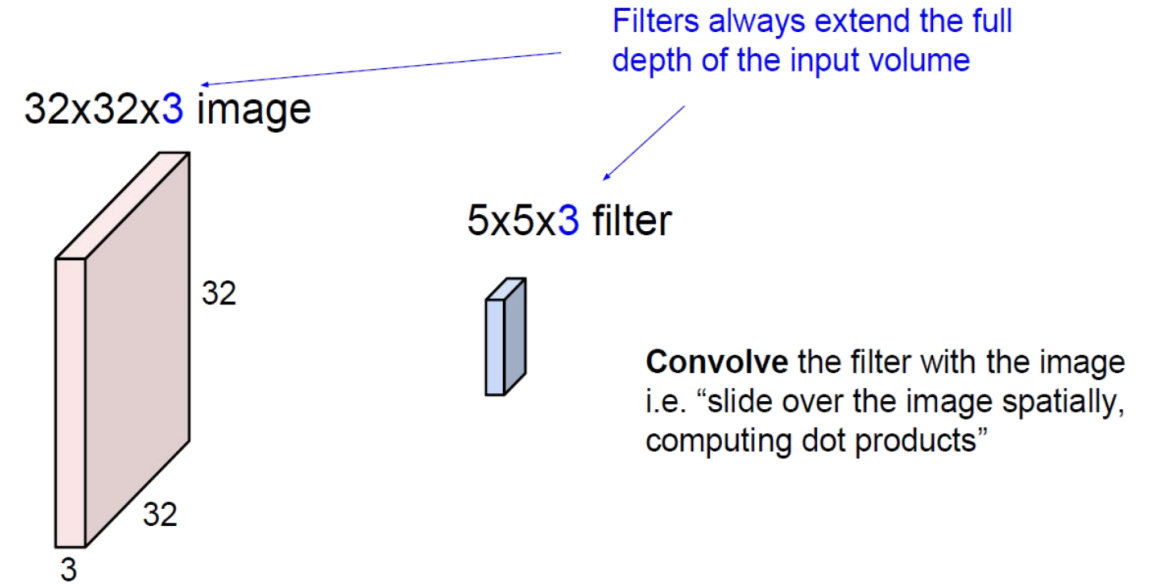 Filters always extend the full
depth of the input volume
32x32x3 image
5x5x3 filter
32
Convolve the filter with the image
i.e. “slide over the image spatially,
computing dot products”
32
3